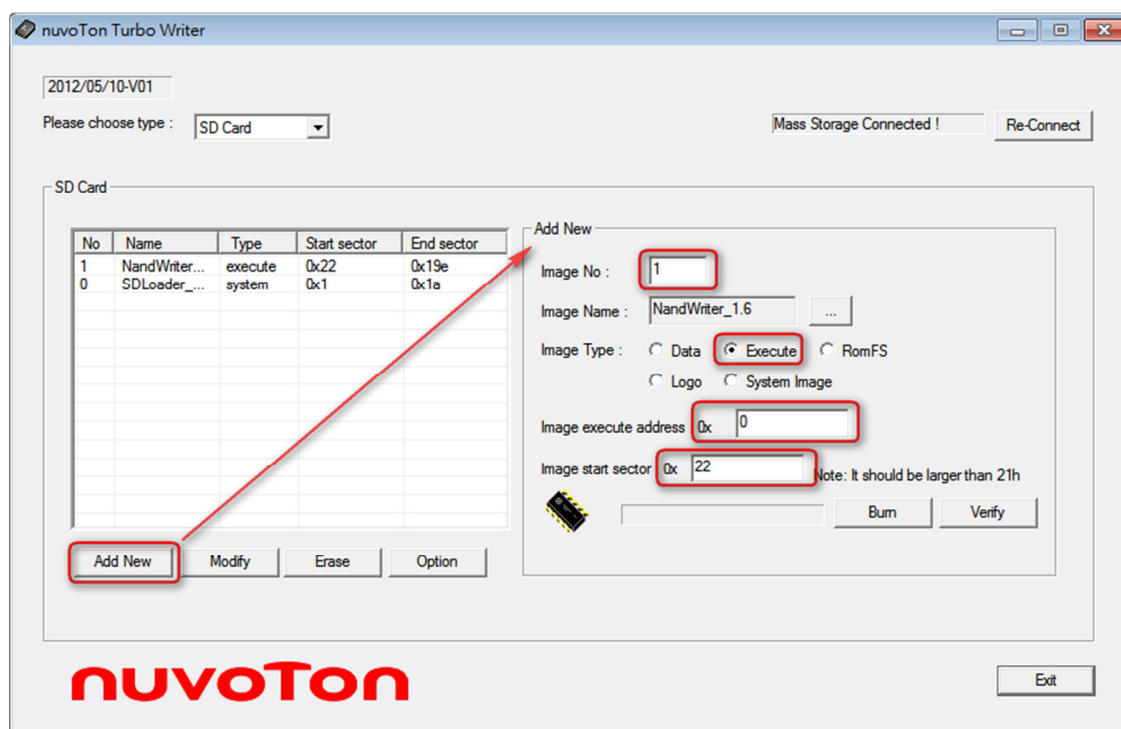 nuvoTon Turbo Writer
2012/05/10-V01
Please choose type :
SD Card
Mass Storage Connected !
Re-Connect
SD Card
No Name Type Start sector End sector
1 NandWriter... execute 0x22 0x19e
0 SDLoader_... system 0x1 0x1a
Add New
Modify
Erase
Option
Add New
Image No :
1
Image Name :
NandWriter_1.6
...
Image Type :
Data
Execute
RomFS
Logo
System Image
Image execute address
0x
0
Image start sector
0x
22
Note: It should be larger than 21h
Burn
Verify
nuvoTon
Exit